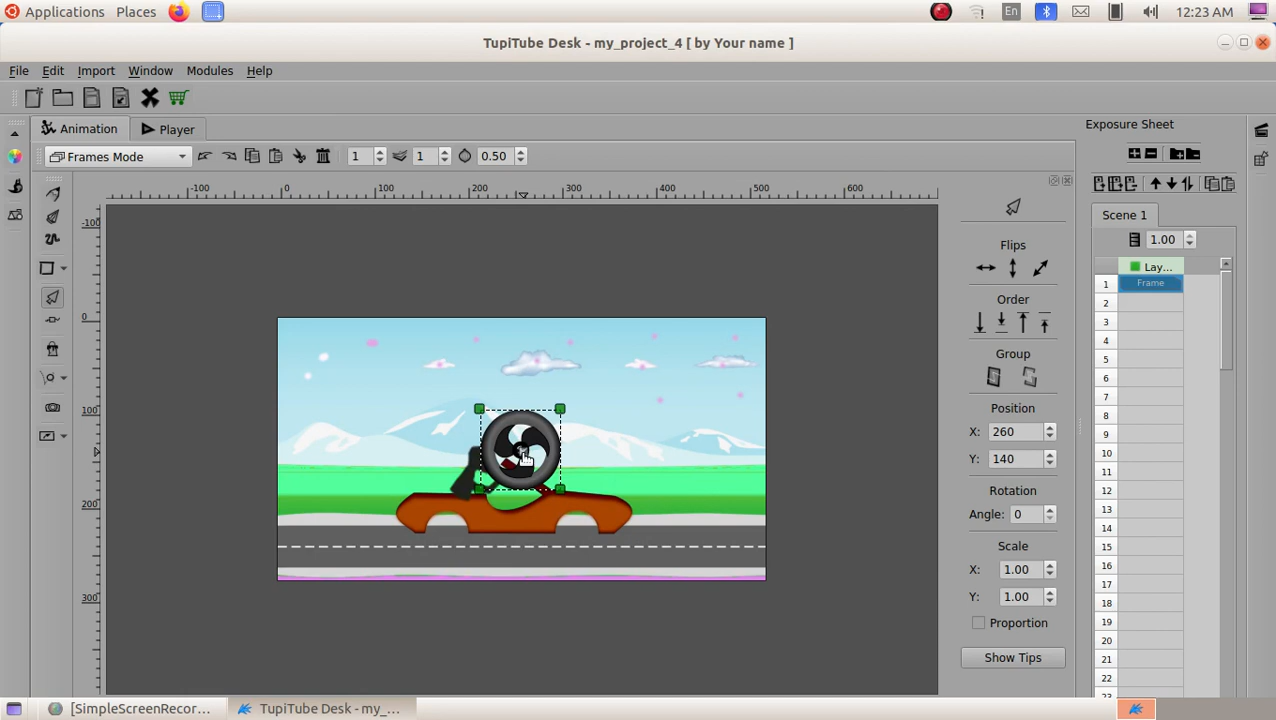 Applications Places En 12:23 AM
TupiTube Desk - my_project_4 [ by Your name ]
File Edit Import Window Modules Help
Animation Player
Exposure Sheet
Frames Mode 1 1 0.50
-100 0 100 200 300 400 500 600
-100
0
100
200
300
Flips
Order
Group
Position
X: 260
Y: 140
Rotation
Angle: 0
Scale
X: 1.00
Y: 1.00
Proportion
Show Tips
Scene 1
1.00
Lay...
1 Frame
2
3
4
5
6
7
8
9
10
11
12
13
14
15
16
17
18
19
20
21
22
23
[SimpleScreenRecor... TupiTube Desk - my_...